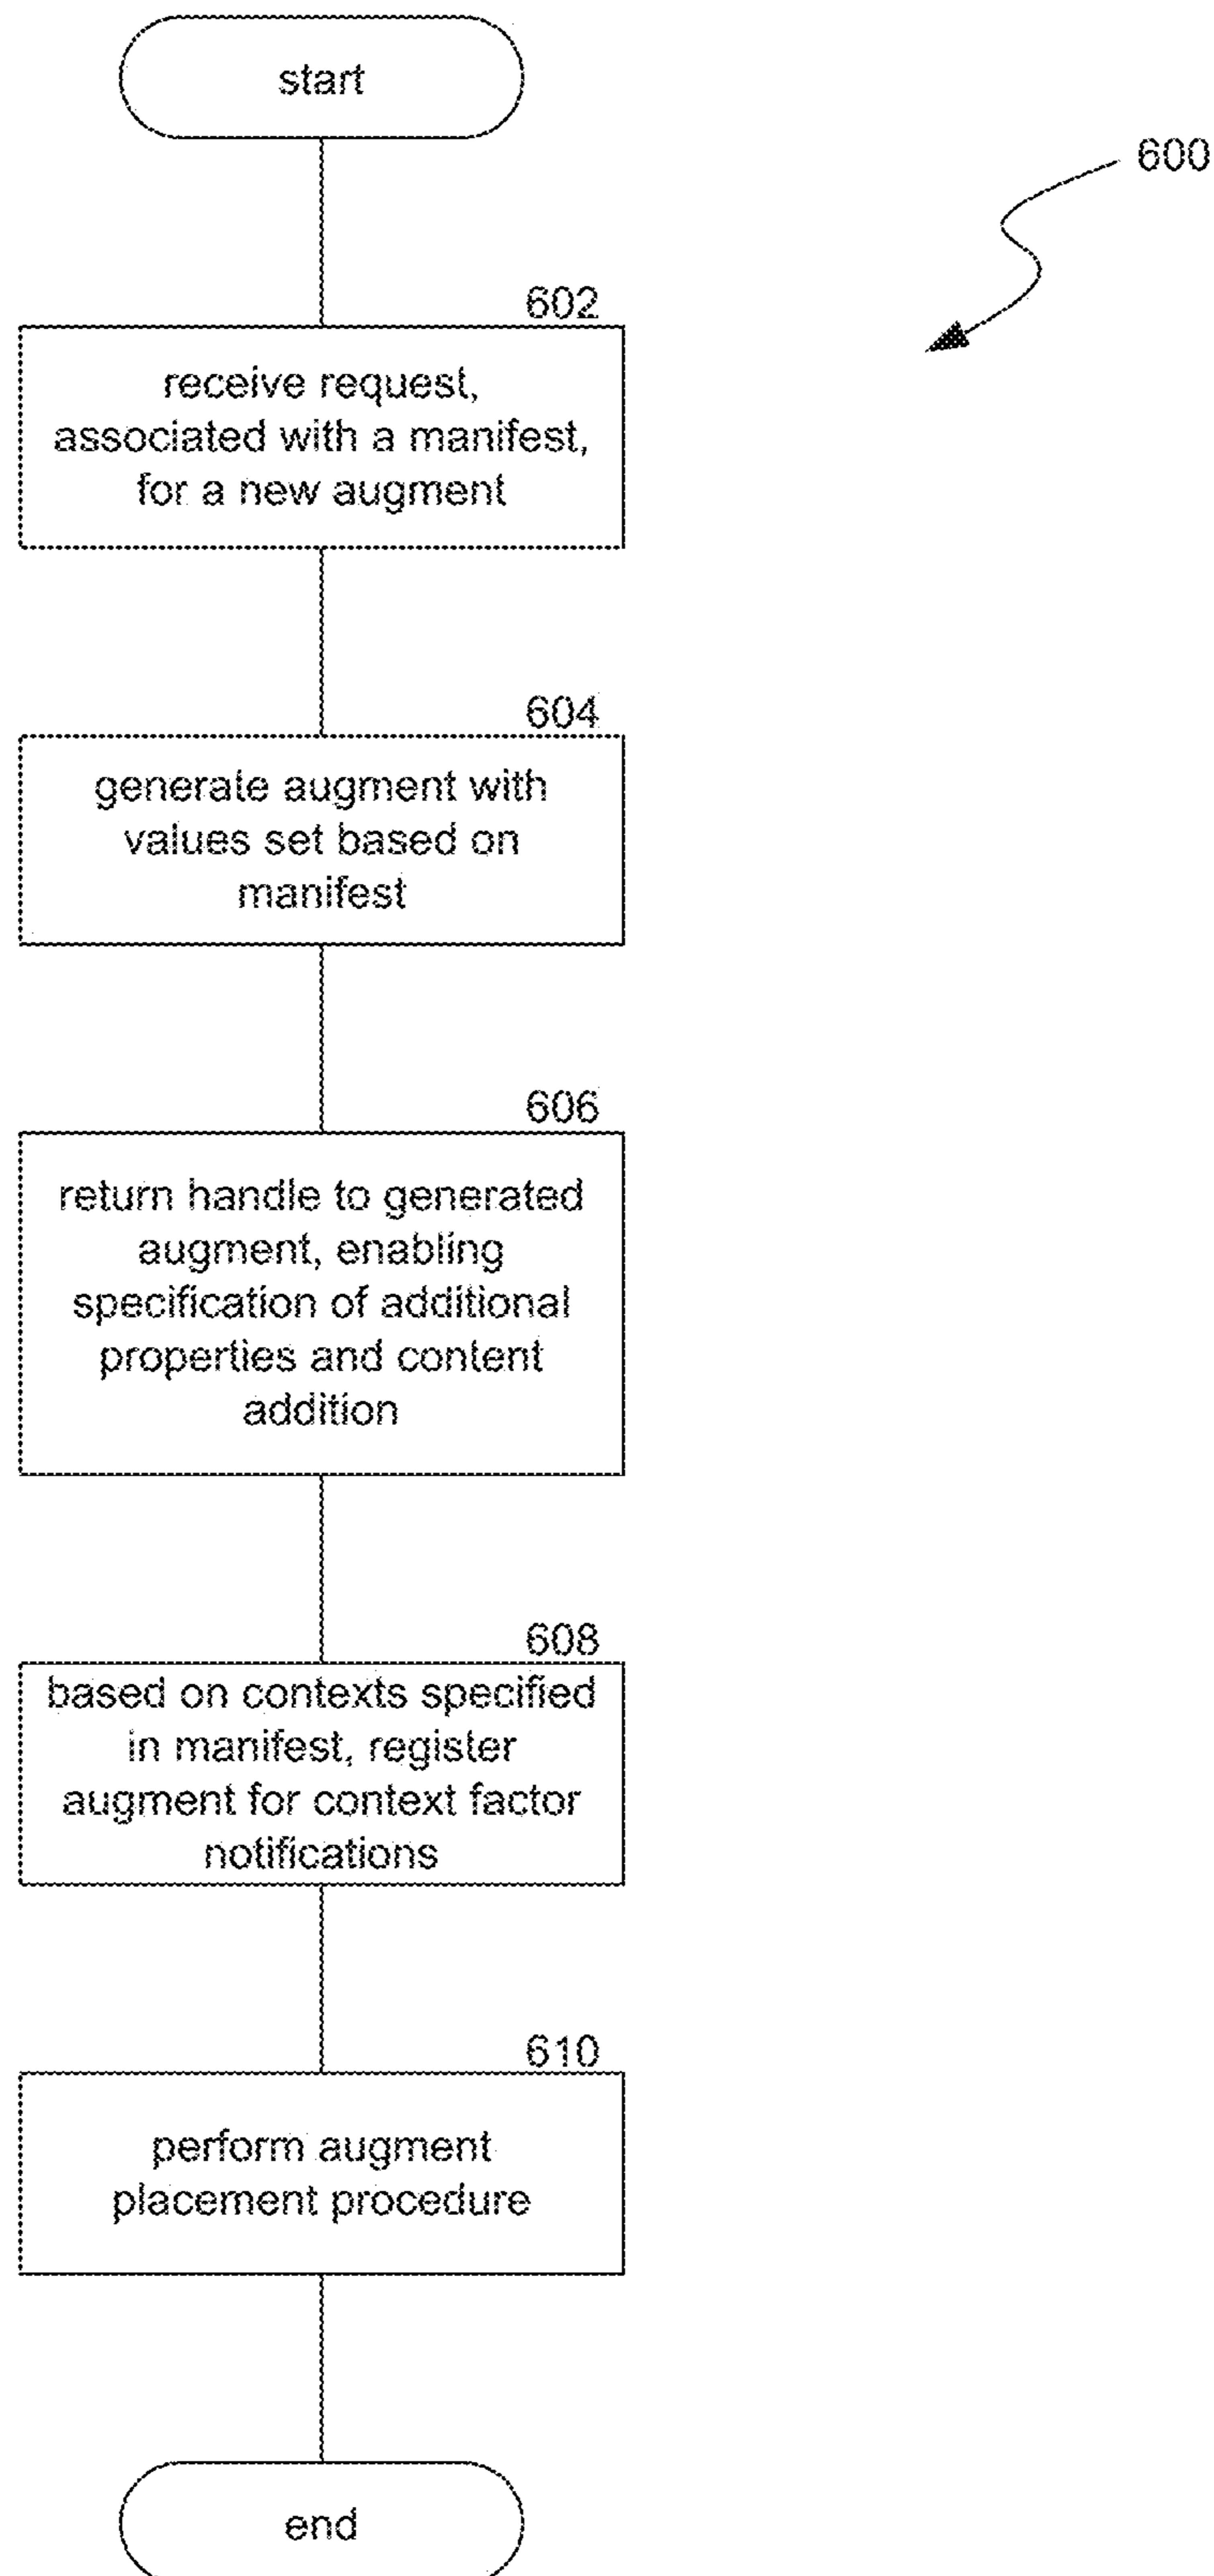 start
600
602
receive request,
associated with a manifest,
for a new augment
604
generate augment with
values set based on
manifest
606
return handle to generated
augment, enabling
specification of additional
properties and content
addition
608
based on contexts specified
in manifest, register
augment for context factor
notifications
610
perform augment
placement procedure
end